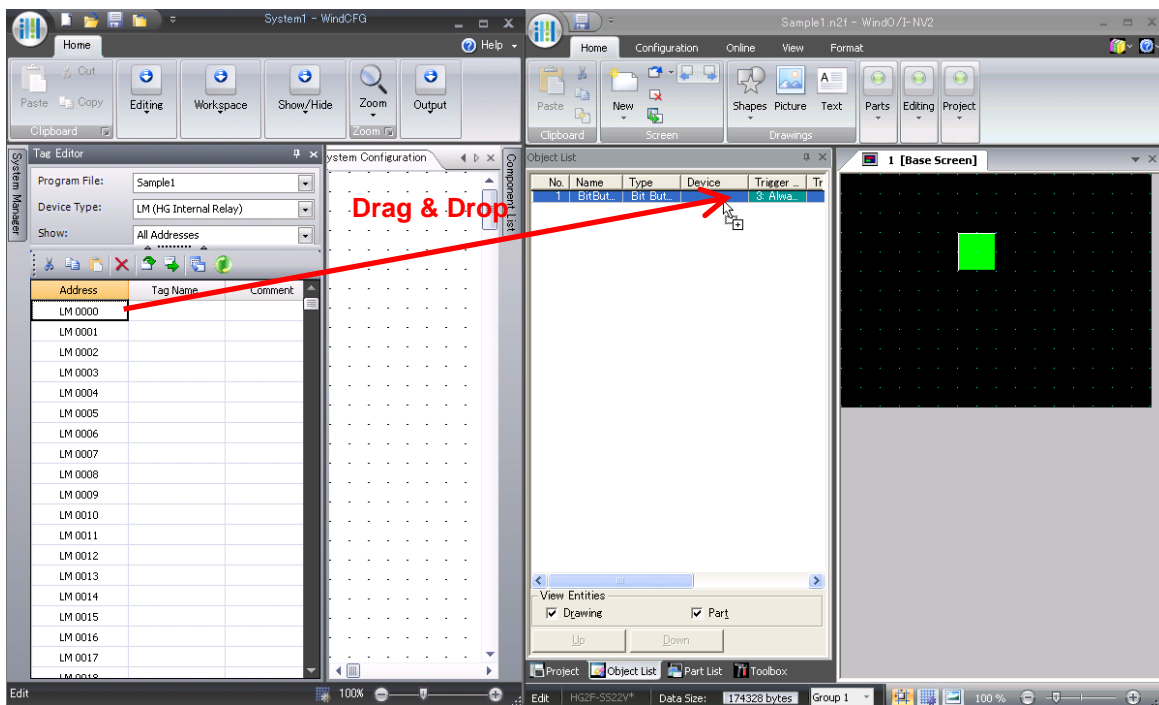 System1 - WindCFG
Home
Help
Cut
Paste
Copy
Clipboard
Editing
Workspace
Show/Hide
Zoom
Zoom
Output
System Manager
Tag Editor
Program File:
Sample1
Device Type:
LM (HG Internal Relay)
Show:
All Addresses
Address Tag Name Comment
LM 0000
LM 0001
LM 0002
LM 0003
LM 0004
LM 0005
LM 0006
LM 0007
LM 0008
LM 0009
LM 0010
LM 0011
LM 0012
LM 0013
LM 0014
LM 0015
LM 0016
LM 0017
LM 0018
ystem Configuration
Component List
Drag & Drop
Edit
100%
Sample1.n2f - WindO/I-NV2
Home Configuration Online View Format
Paste
Clipboard
New
Screen
Shapes Picture Text
Drawings
Parts Editing Project
Object List
No. Name Type Device Trigger ... Tr
1 BitBut... Bit But... 3: Alwa...
View Entities
Drawing
Part
Up
Down
Project Object List Part List Toolbox
1 [Base Screen]
Edit HG2F-SS22V* Data Size: 174328 bytes Group 1 100 %